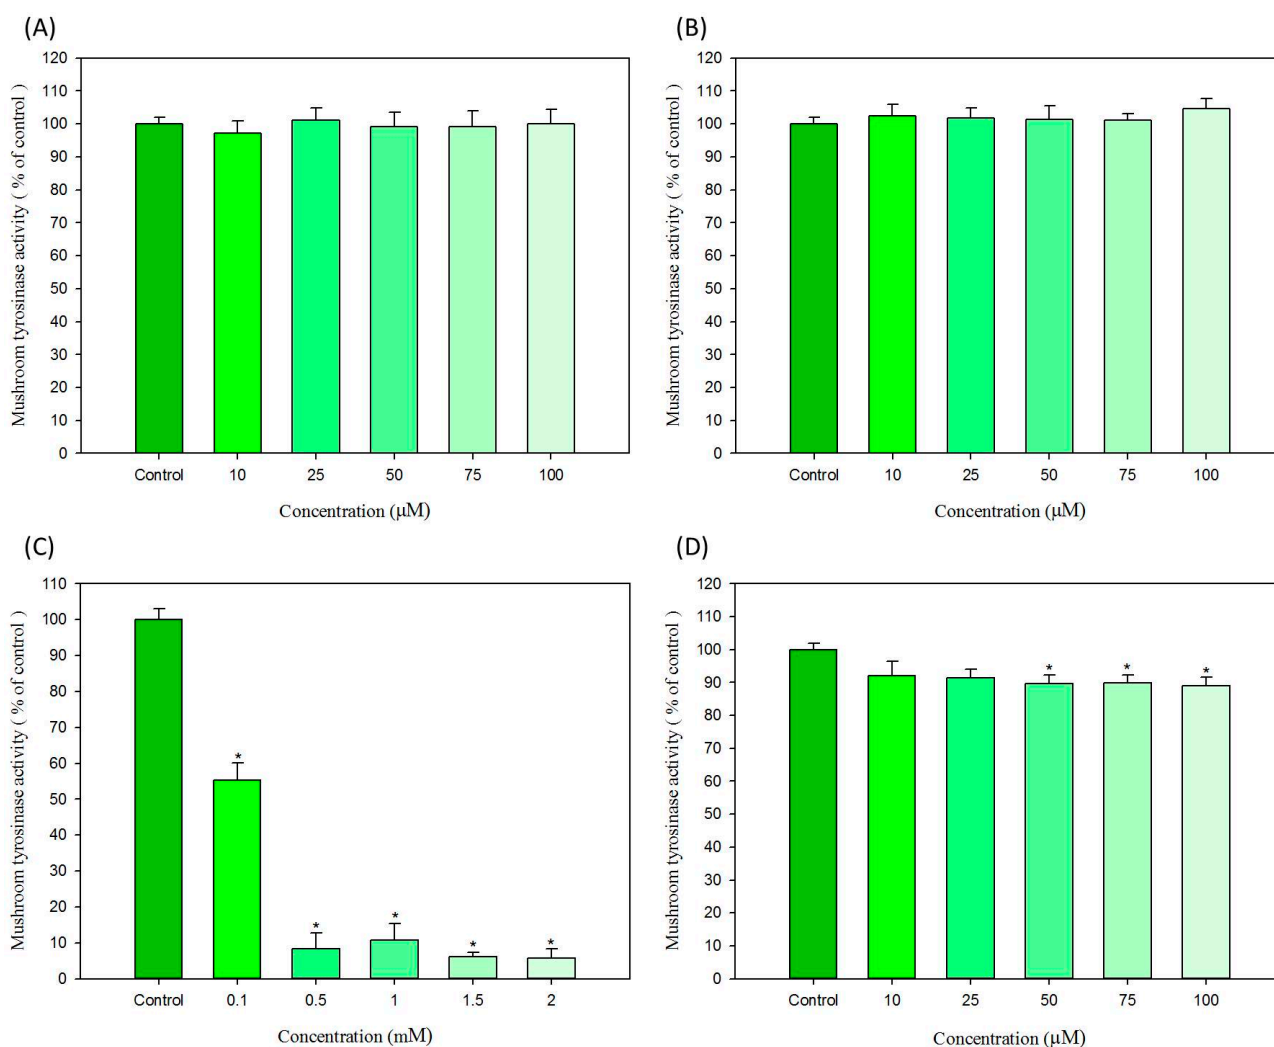 (A)
Mushroom tyrosinase activity ( % of control )
120
110
100
90
80
70
60
50
40
30
20
10
0
Control 10 25 50 75 100
Concentration (μM)
(B)
Mushroom tyrosinase activity ( % of control )
120
110
100
90
80
70
60
50
40
30
20
10
0
Control 10 25 50 75 100
Concentration (μM)
(C)
Mushroom tyrosinase activity ( % of control )
110
100
90
80
70
60
50
40
30
20
10
0
* * * * *
Control 0.1 0.5 1 1.5 2
Concentration (mM)
(D)
Mushroom tyrosinase activity ( % of control )
120
110
100
90
80
70
60
50
40
30
20
10
0
* * *
Control 10 25 50 75 100
Concentration (μM)